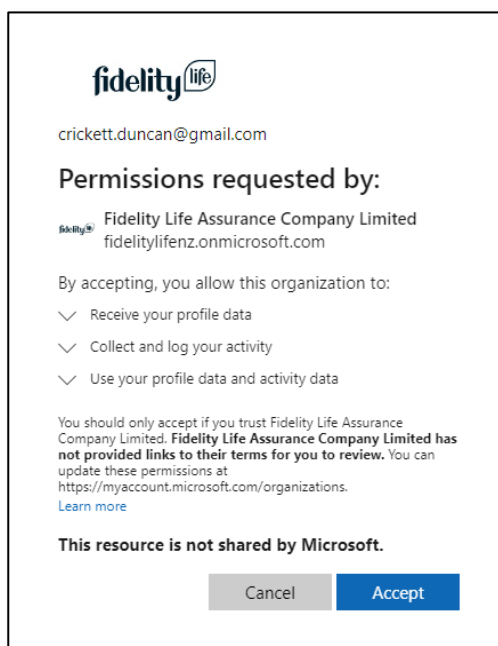 fidelity life
crickett.duncan@gmail.com
Permissions requested by:
fidelity Fidelity Life Assurance Company Limited
fidelitylifenz.onmicrosoft.com
By accepting, you allow this organization to:
Receive your profile data
Collect and log your activity
Use your profile data and activity data
You should only accept if you trust Fidelity Life Assurance
Company Limited. Fidelity Life Assurance Company Limited has
not provided links to their terms for you to review. You can
update these permissions at
https://myaccount.microsoft.com/organizations.
Learn more
This resource is not shared by Microsoft.
Cancel Accept